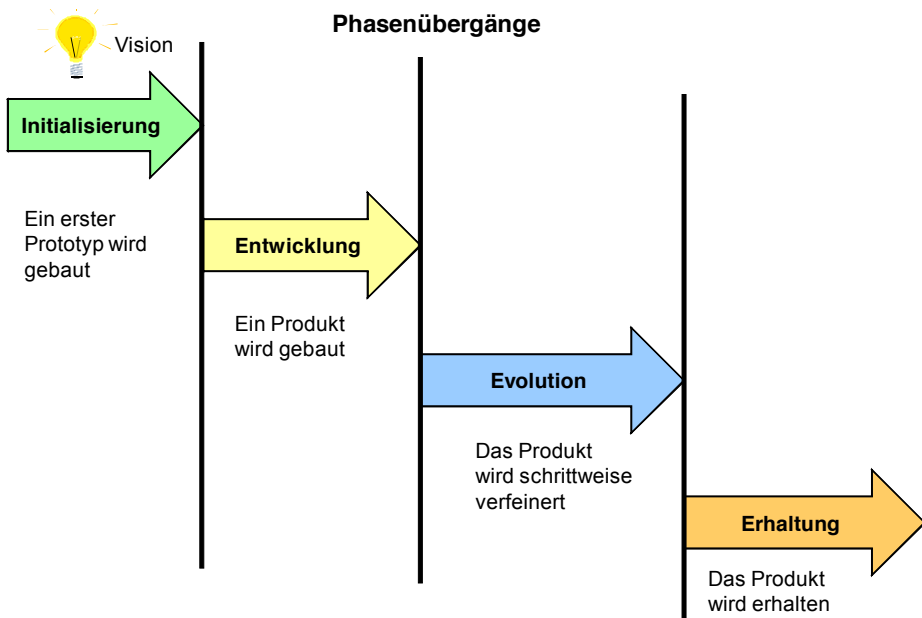 Phasenübergänge
Vision
Initialisierung
Ein erster
Prototyp wird
gebaut
Entwicklung
Ein Produkt
wird gebaut
Evolution
Das Produkt
wird schrittweise
verfeinert
Erhaltung
Das Produkt
wird erhalten